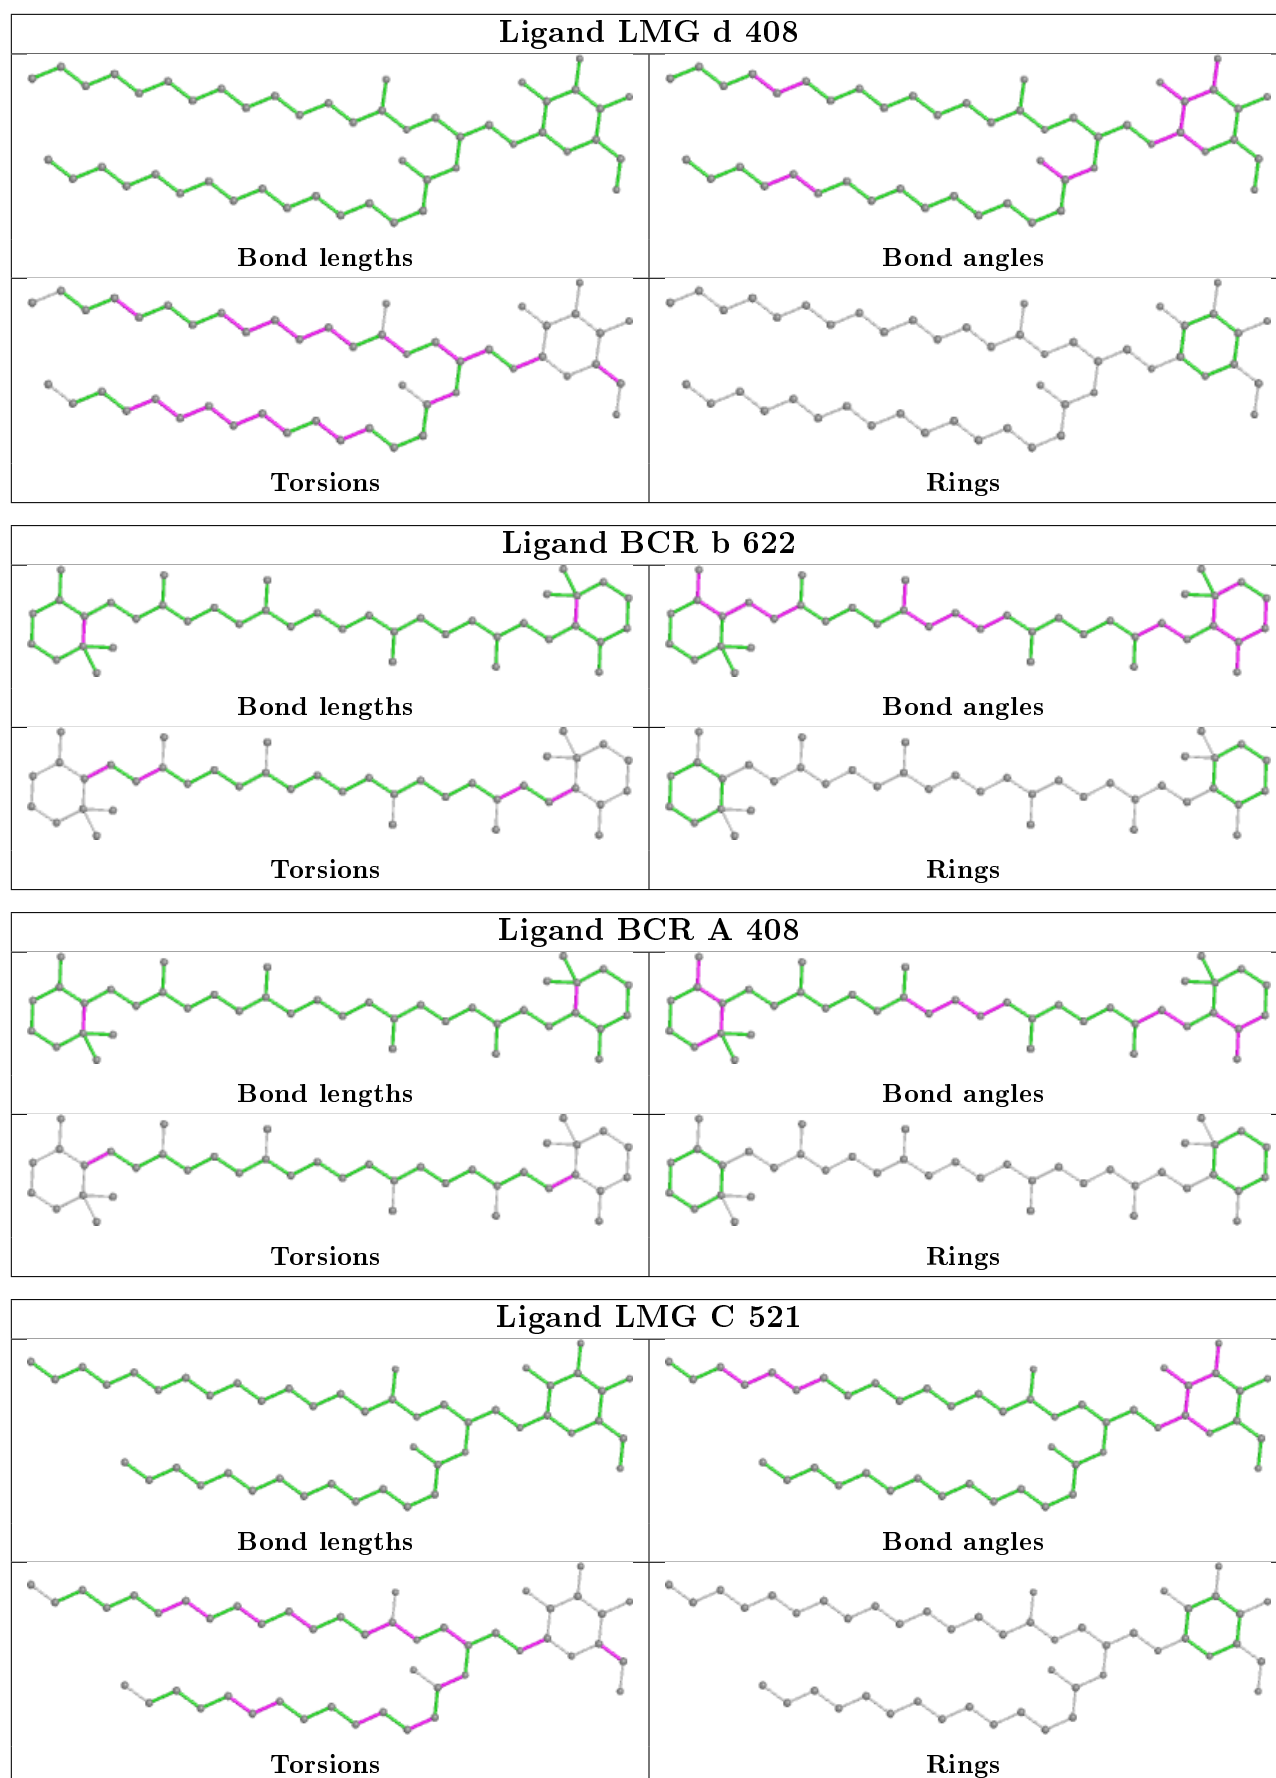 Ligand LMG d 408
Bond lengths
Bond angles
Torsions
Rings
Ligand BCR b 622
Bond lengths
Bond angles
Torsions
Rings
Ligand BCR A 408
Bond lengths
Bond angles
Torsions
Rings
Ligand LMG C 521
Bond lengths
Bond angles
Torsions
Rings